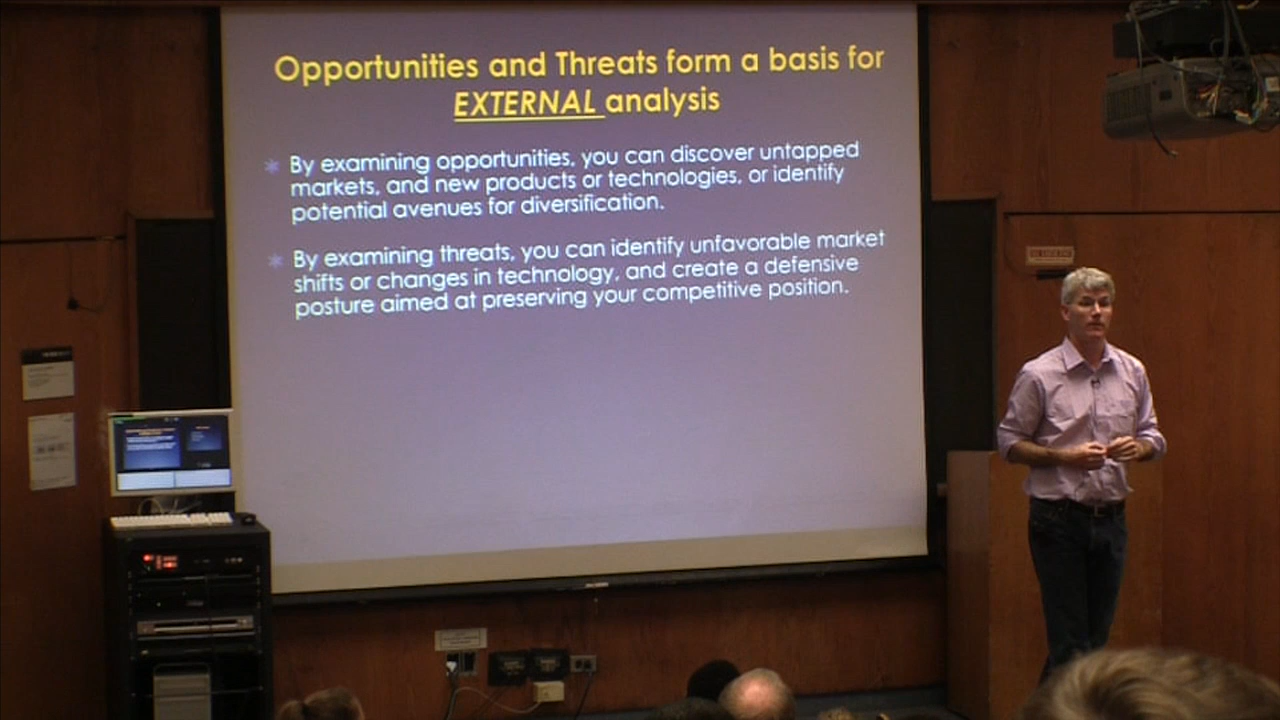 Opportunities and Threats form a basis for
EXTERNAL analysis
* By examining opportunities, you can discover untapped
markets, and new products or technologies, or identify
potential avenues for diversification.
* By examining threats, you can identify unfavorable market
shifts or changes in technology, and create a defensive
posture aimed at preserving your competitive position.